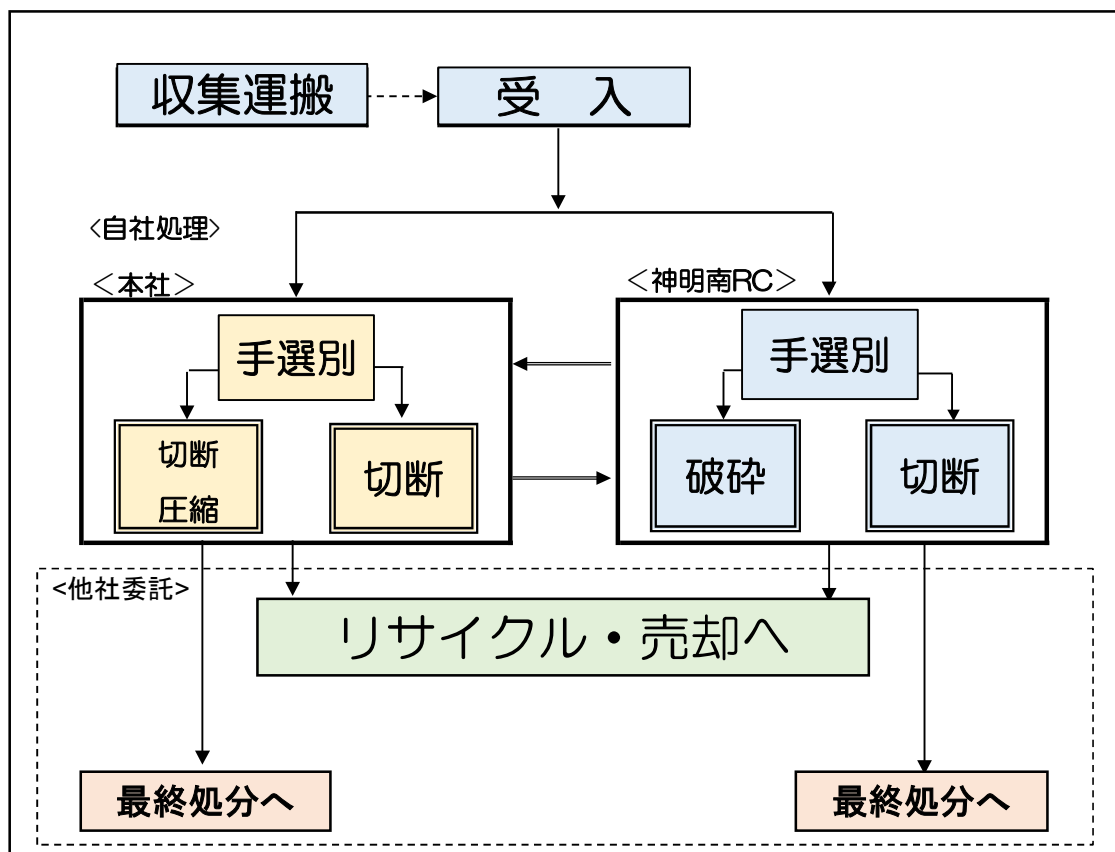 収集運搬
受　入
<自社処理>
＜本社＞
＜神明南RC＞
手選別
切断
圧縮
切断
手選別
破砕
切断
<他社委託>
リサイクル・売却へ
最終処分へ
最終処分へ